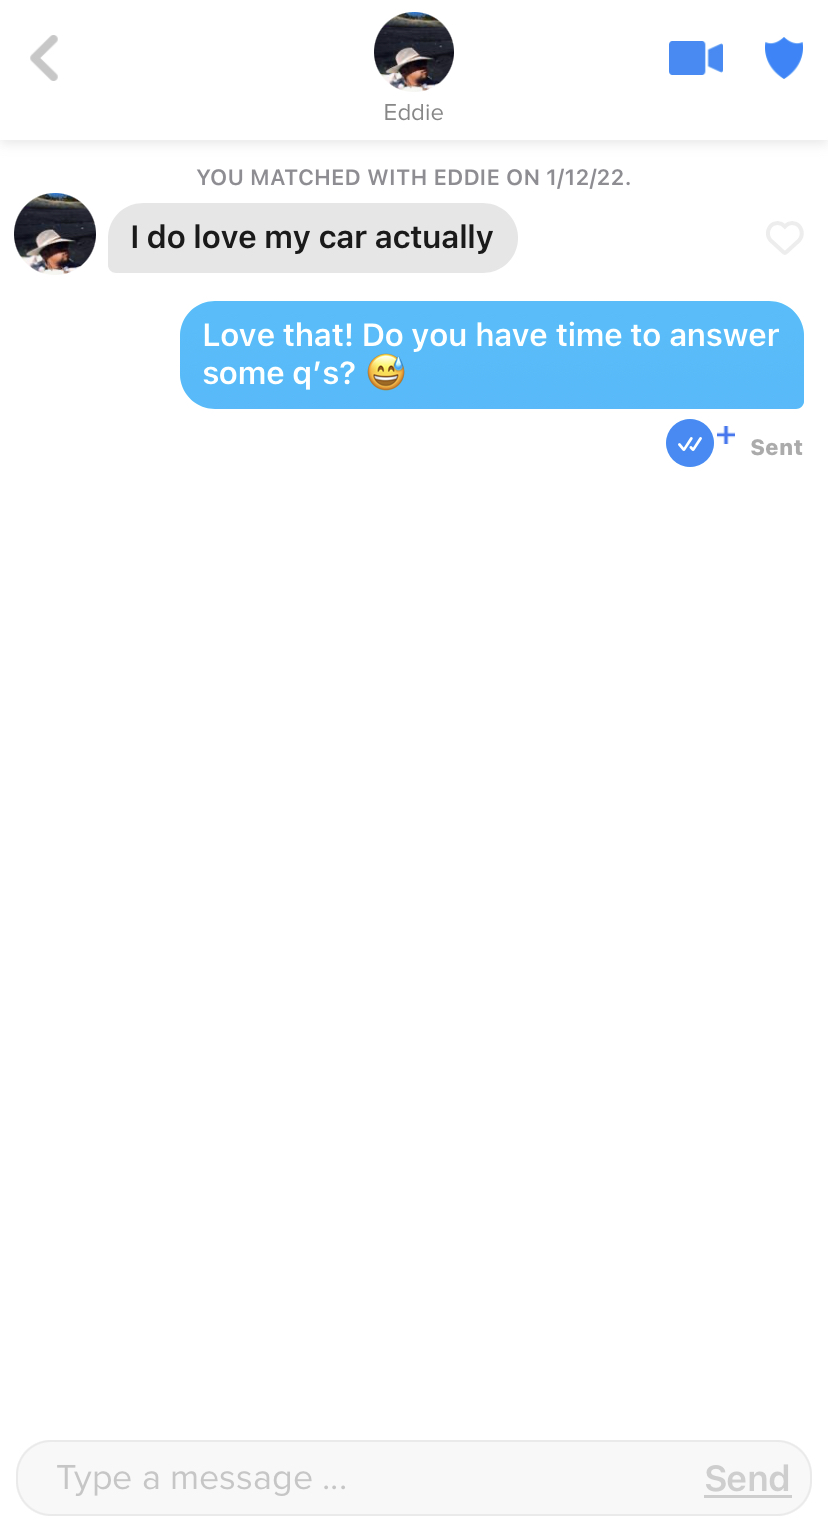 Eddie
YOU MATCHED WITH EDDIE ON 1/12/22.
I do love my car actually
Love that! Do you have time to answer
some q's? 😅
Sent
Type a message ...
Send